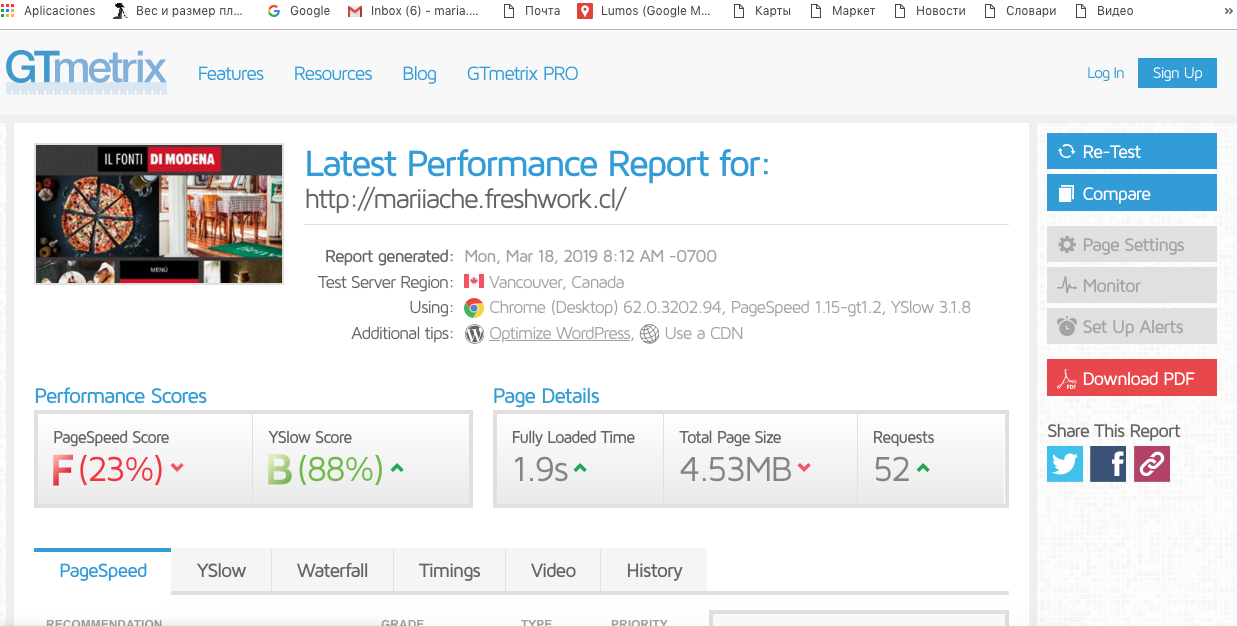 Aplicaciones Вес и размер пл... Google Inbox (6) - maria.... Почта Lumos (Google M... Карты Маркет Новости Словари Видео »
GTmetrix Features Resources Blog GTmetrix PRO Log In Sign Up
IL FONTI DI MODENA
MENÚ
Latest Performance Report for:
http://mariiache.freshwork.cl/
Report generated: Mon, Mar 18, 2019 8:12 AM -0700
Test Server Region: Vancouver, Canada
Using: Chrome (Desktop) 62.0.3202.94, PageSpeed 1.15-gt1.2, YSlow 3.1.8
Additional tips: Optimize WordPress, Use a CDN
Re-Test
Compare
Page Settings
Monitor
Set Up Alerts
Download PDF
Share This Report
Performance Scores
PageSpeed Score YSlow Score
F (23%) B (88%)
Page Details
Fully Loaded Time Total Page Size Requests
1.9s 4.53MB 52
PageSpeed YSlow Waterfall Timings Video History
RECOMMENDATION GRADE TYPE PRIORITY